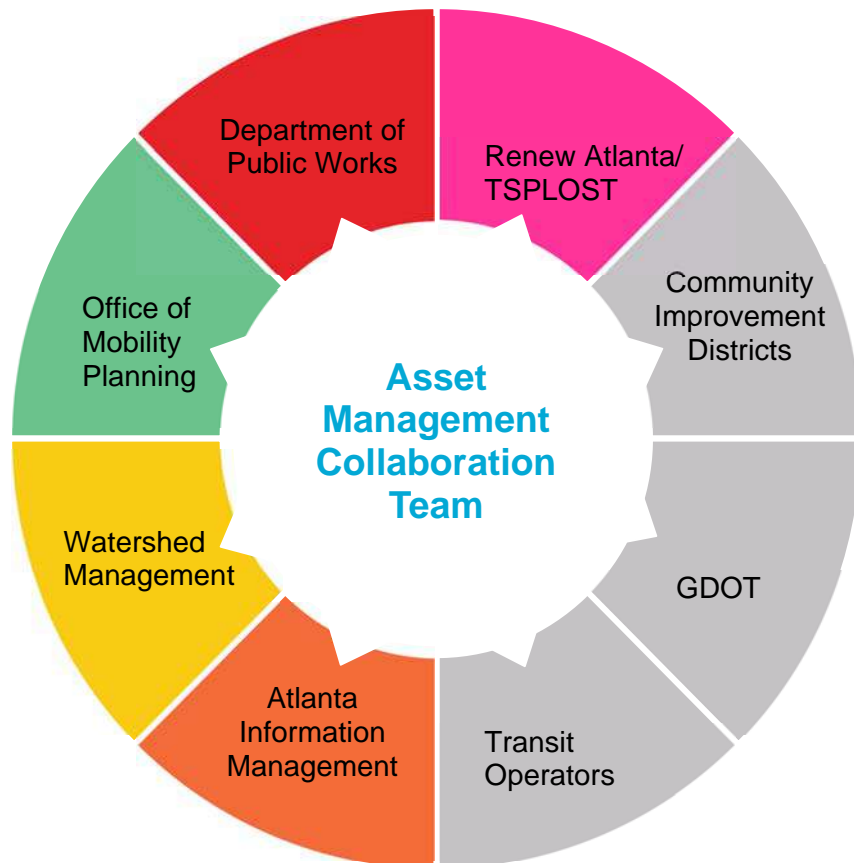 Department of
Public Works
Renew Atlanta/
TSPLOST
Community
Improvement
Districts
GDOT
Transit
Operators
Atlanta
Information
Management
Watershed
Management
Office of
Mobility
Planning
Asset
Management
Collaboration
Team